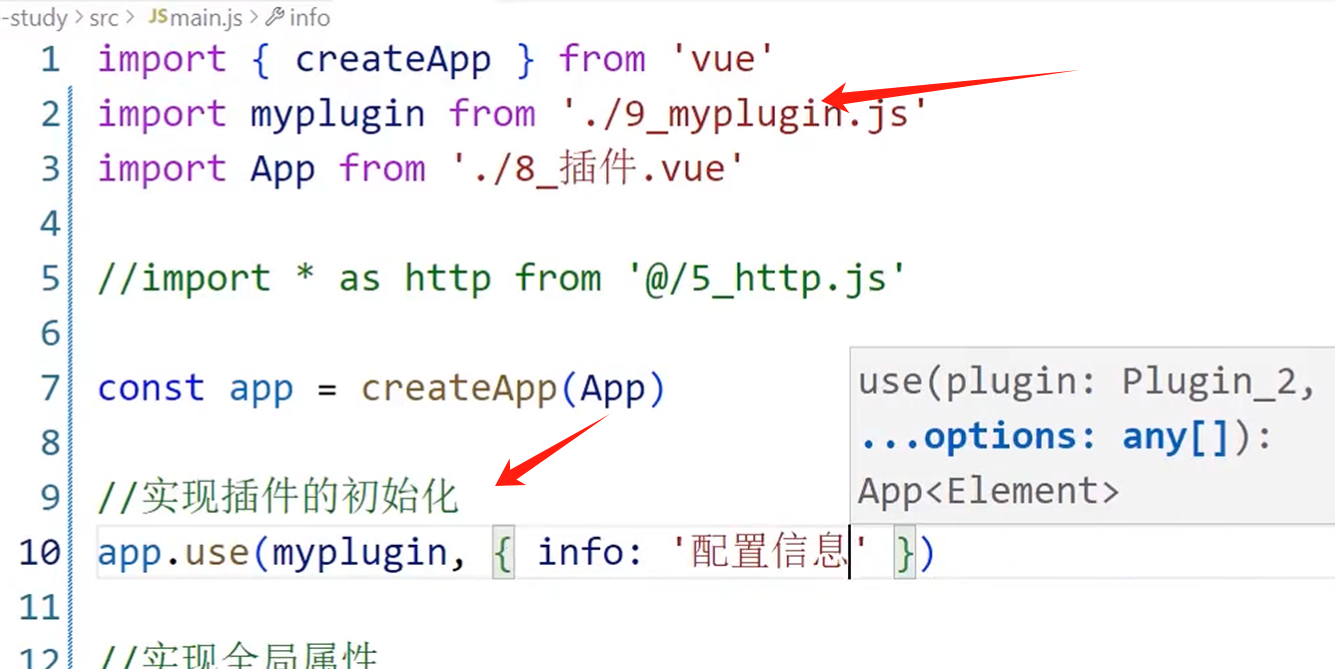 -study > src > JS main.js > info
1 import { createApp } from 'vue'
2 import myplugin from './9_myplugin.js'
3 import App from './8_插件.vue'
4
5 //import * as http from '@/5_http.js'
6
7 const app = createApp(App)
8
9 //实现插件的初始化
10 app.use(myplugin, { info: '配置信息' })
11
12 //实现全局属性
use(plugin: Plugin_2,
...options: any[]):
App<Element>